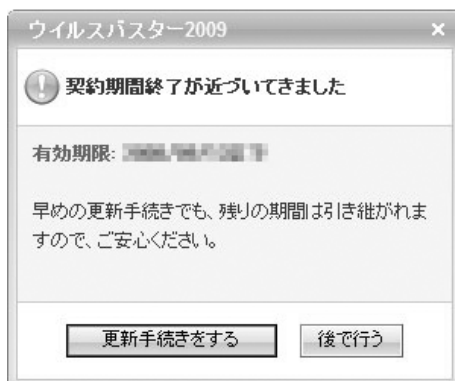 ウイルスバスター2009
契約期間終了が近づいてきました
有効期限:
早めの更新手続きでも、残りの期間は引き継がれま
すので、ご安心ください。
更新手続きをする
後で行う